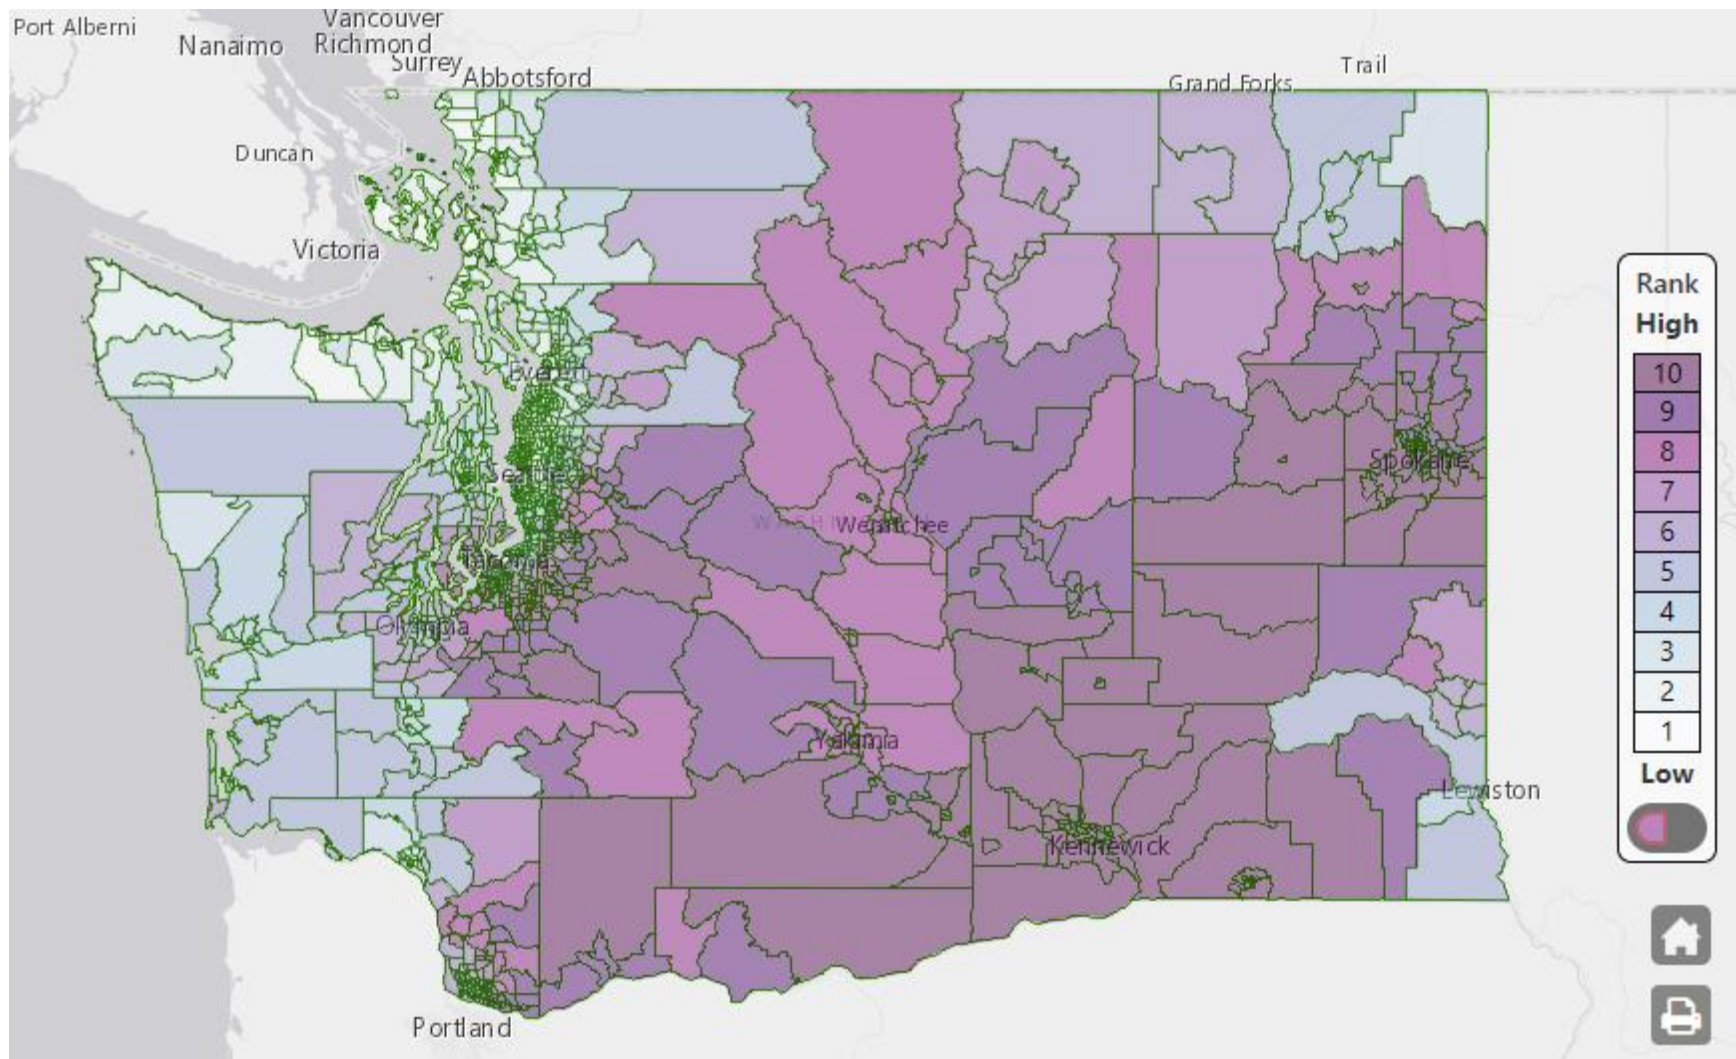 Port Alberni
Nanaimo
Vancouver
Richmond
Surrey
Abbotsford
Trail
Grand Forks
Duncan
Victoria
Everett
Seattle
Spokane
WASHI
Wenatchee
Tacoma
Olympia
Yakima
Lewiston
Kennewick
Portland
Rank
High
10
9
8
7
6
5
4
3
2
1
Low